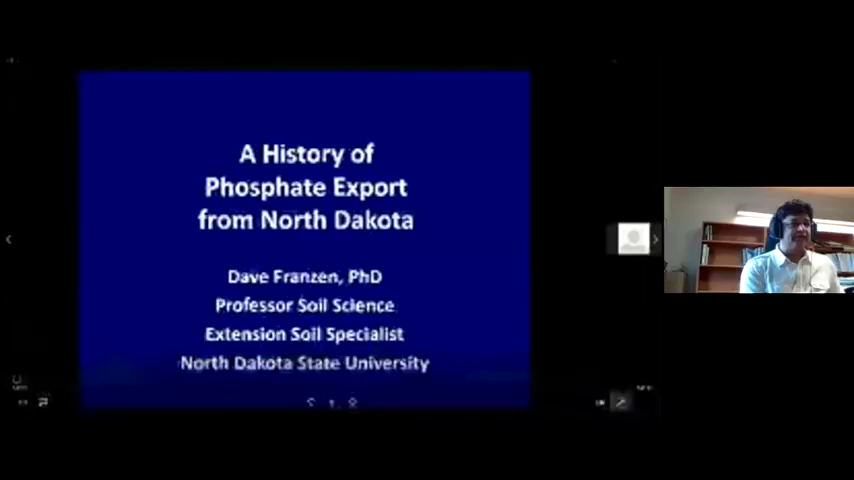 A History of
Phosphate Export
from North Dakota
Dave Franzen, PhD
Professor Soil Science
Extension Soil Specialist
North Dakota State University